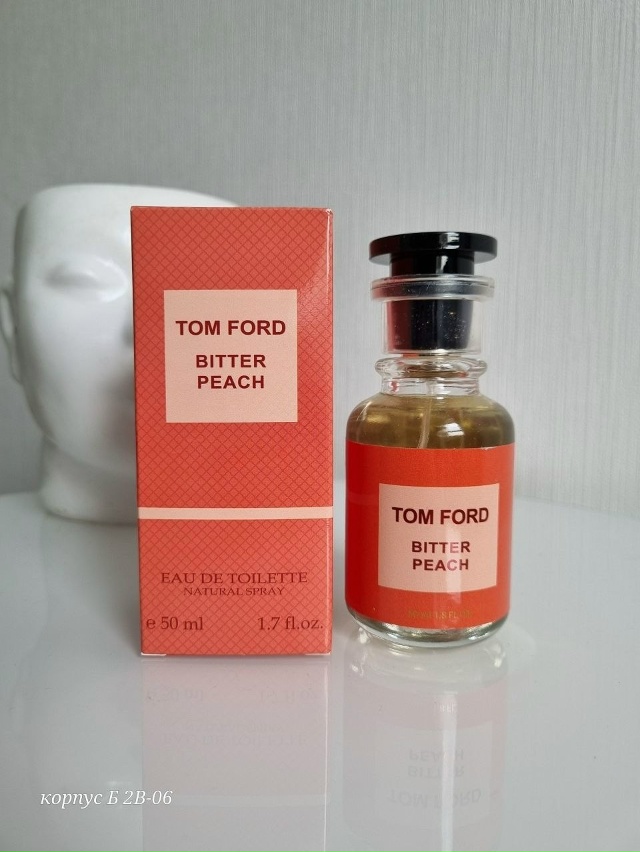 TOM FORD
BITTER
PEACH
EAU DE TOILETTE
NATURAL SPRAY
e 50 ml 1.7 fl.oz.
TOM FORD
BITTER
PEACH
корпус Б 2В-06